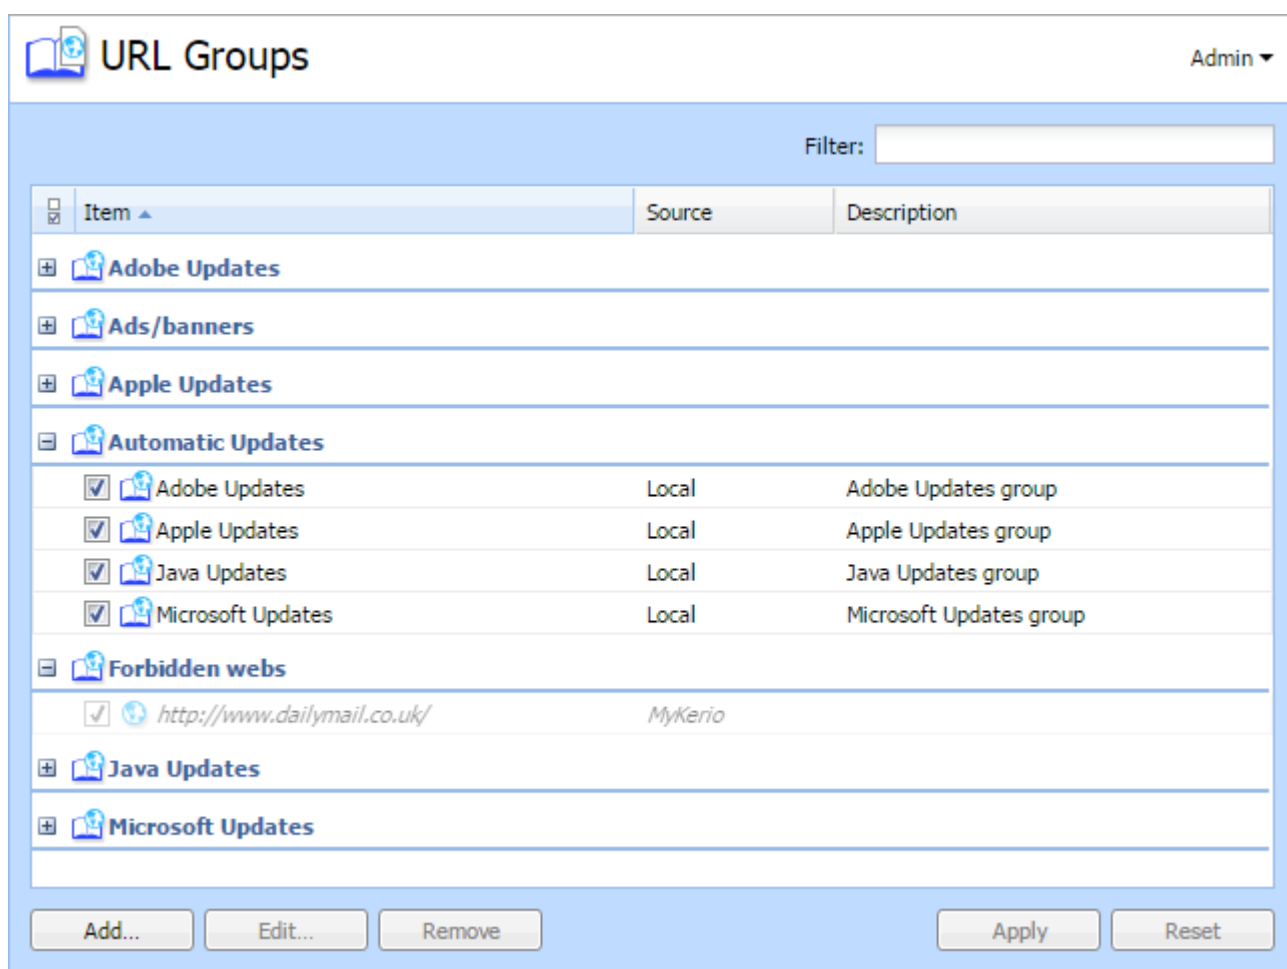 URL Groups
Admin
Filter:
Item Source Description
Adobe Updates
Ads/banners
Apple Updates
Automatic Updates
Adobe Updates Local Adobe Updates group
Apple Updates Local Apple Updates group
Java Updates Local Java Updates group
Microsoft Updates Local Microsoft Updates group
Forbidden webs
http://www.dailymail.co.uk/ MyKerio
Java Updates
Microsoft Updates
Add... Edit... Remove Apply Reset